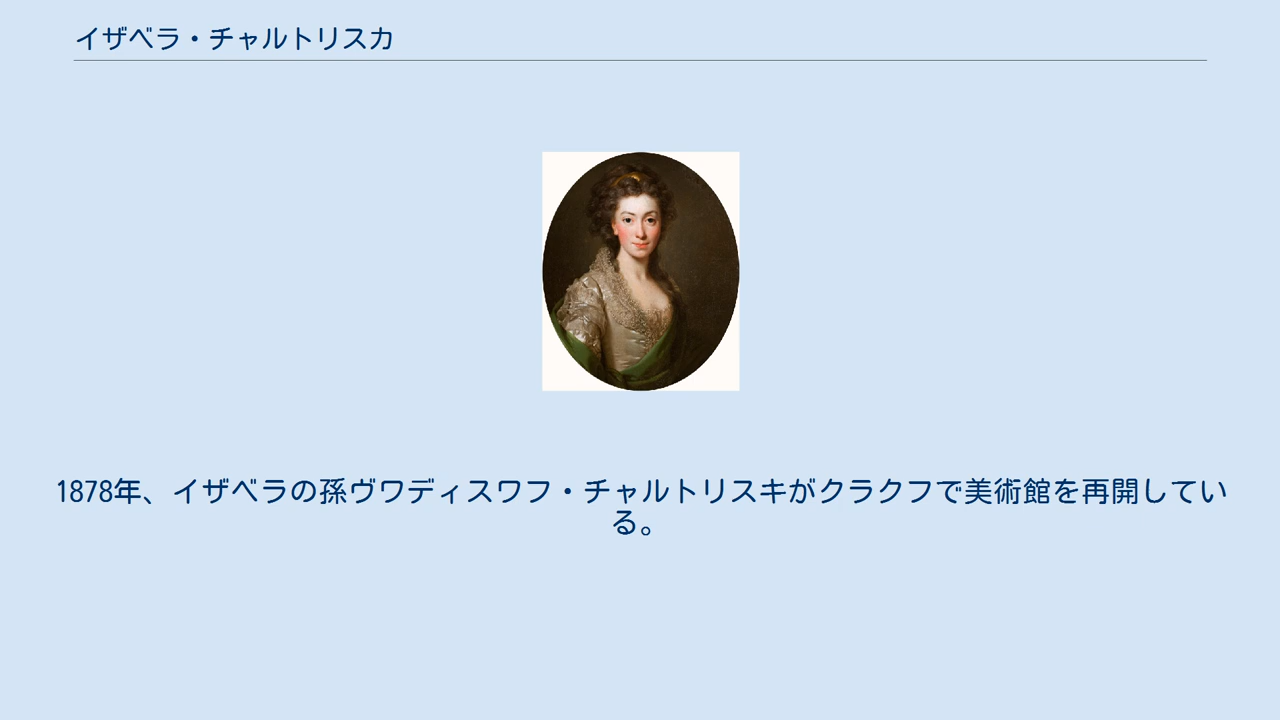 イザベラ・チャルトリスカ
1878年、イザベラの孫ヴワディスワフ・チャルトリスキがクラクフで美術館を再開してい
る。